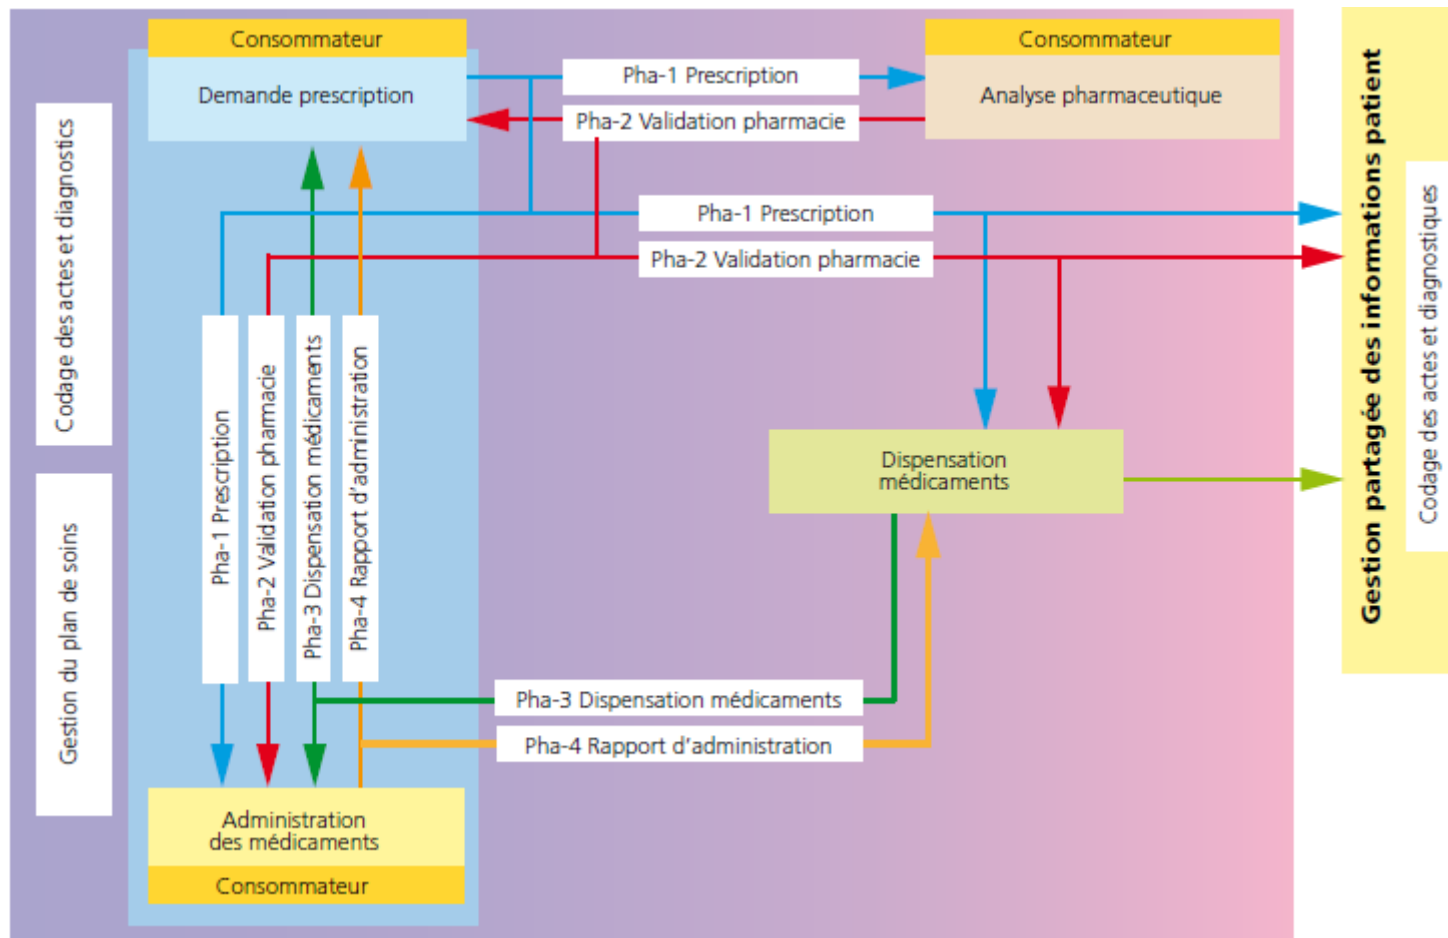 Consommateur
Demande prescription
Consommateur
Analyse pharmaceutique
Pha-1 Prescription
Pha-2 Validation pharmacie
Pha-1 Prescription
Pha-2 Validation pharmacie
Codage des actes et diagnostics
Gestion du plan de soins
Pha-1 Prescription
Pha-2 Validation pharmacie
Pha-3 Dispensation médicaments
Pha-4 Rapport d'administration
Dispensation
médicaments
Pha-3 Dispensation médicaments
Pha-4 Rapport d'administration
Administration
des médicaments
Consommateur
Gestion partagée des informations patient
Codage des actes et diagnostiques